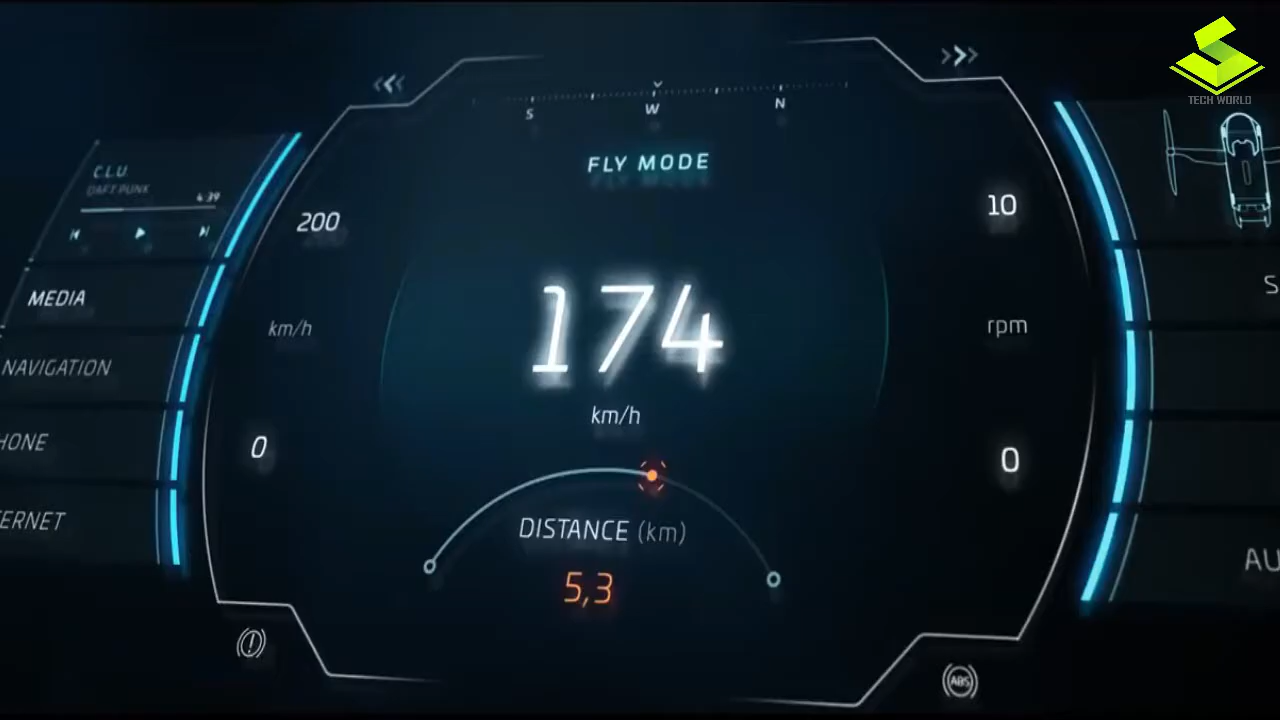 TECH WORLD
S
W
N
FLY MODE
C.L.U.
DAFT PUNK
4:39
200
10
MEDIA
174
km/h
rpm
NAVIGATION
km/h
HONE
0
0
ERNET
DISTANCE (km)
5,3
S
AU
ABS